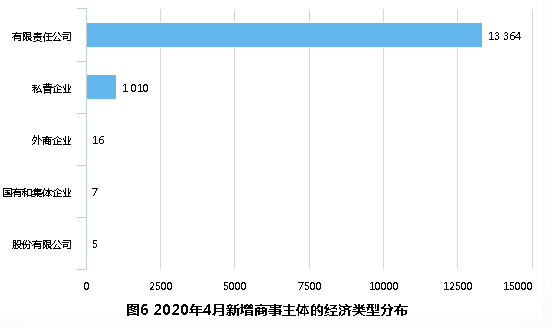 有限责任公司 13 364
私营企业 1 010
外商企业 16
国有和集体企业 7
股份有限公司 5
0 2500 5000 7500 10000 12500 15000
图6 2020年4月新增商事主体的经济类型分布